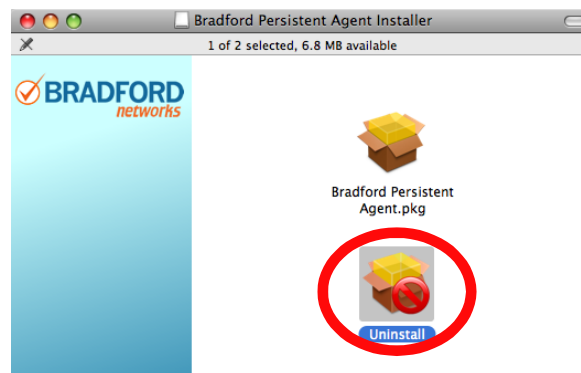 Bradford Persistent Agent Installer
1 of 2 selected, 6.8 MB available
BRADFORD
networks
Bradford Persistent
Agent.pkg
Uninstall